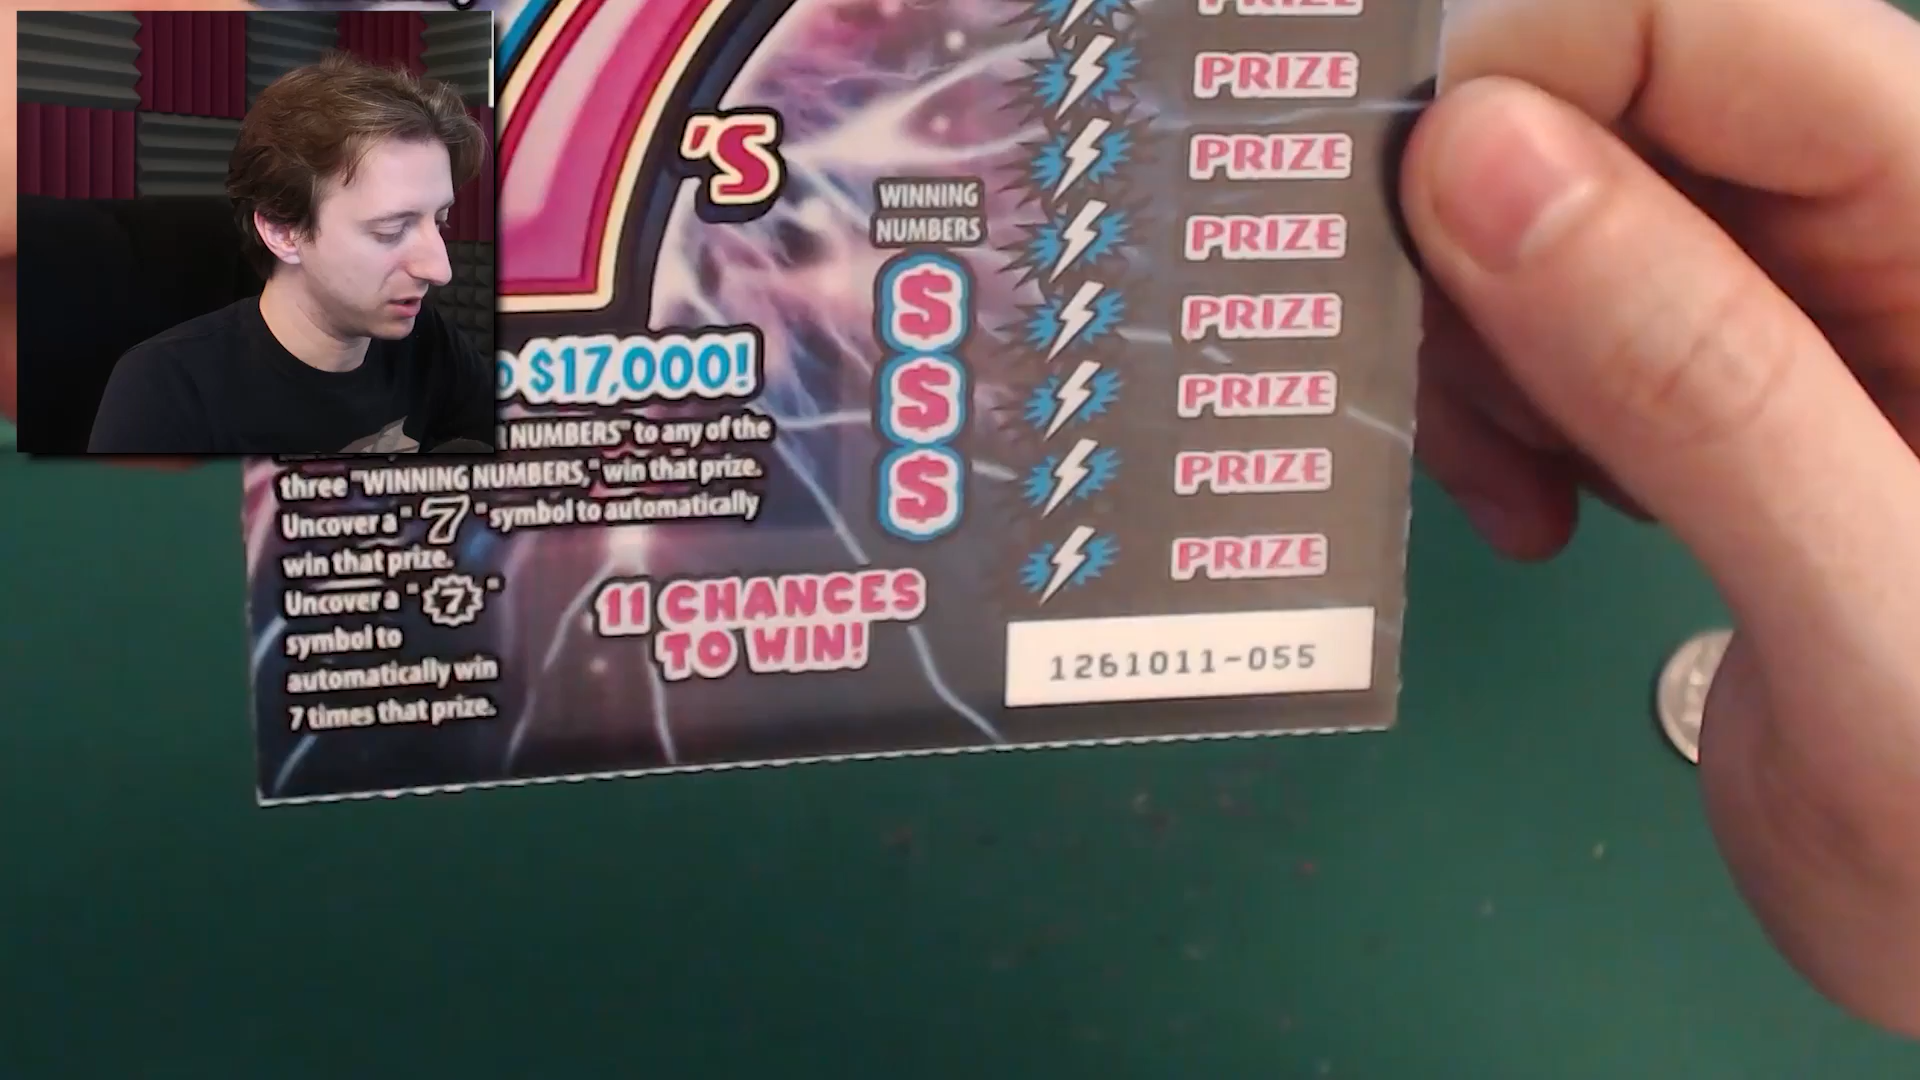 PRIZE
PRIZE
'S
PRIZE
WINNING
NUMBERS
PRIZE
$
PRIZE
$17,000!
$
PRIZE
NUMBERS" to any of the
three "WINNING NUMBERS," win that prize.
$
PRIZE
Uncover a "7" symbol to automatically
win that prize.
PRIZE
Uncover a "7"
symbol to
automatically win
7 times that prize.
11 CHANCES
TO WIN!
1261011-055